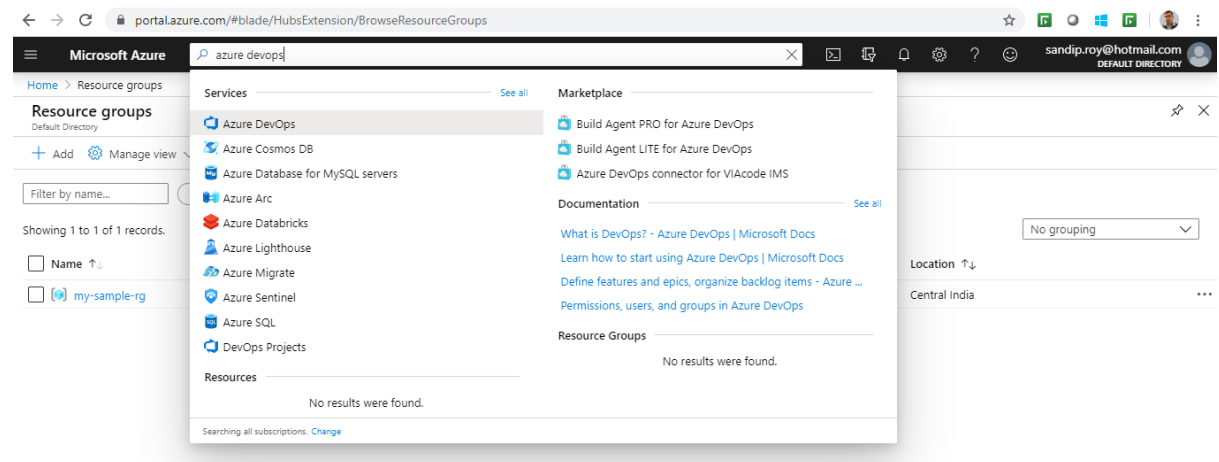 portal.azure.com/#blade/HubsExtension/BrowseResourceGroups
Microsoft Azure
azure devops
sandip.roy@hotmail.com
DEFAULT DIRECTORY
Home > Resource groups
Resource groups
Default Directory
+ Add
Manage view
Filter by name...
Showing 1 to 1 of 1 records.
No grouping
Name ↑↓
Location ↑↓
my-sample-rg
Central India
Services
See all
Azure DevOps
Azure Cosmos DB
Azure Database for MySQL servers
Azure Arc
Azure Databricks
Azure Lighthouse
Azure Migrate
Azure Sentinel
Azure SQL
DevOps Projects
Resources
No results were found.
Marketplace
Build Agent PRO for Azure DevOps
Build Agent LITE for Azure DevOps
Azure DevOps connector for VIAcode IMS
Documentation
See all
What is DevOps? - Azure DevOps | Microsoft Docs
Learn how to start using Azure DevOps | Microsoft Docs
Define features and epics, organize backlog items - Azure ...
Permissions, users, and groups in Azure DevOps
Resource Groups
No results were found.
Searching all subscriptions. Change